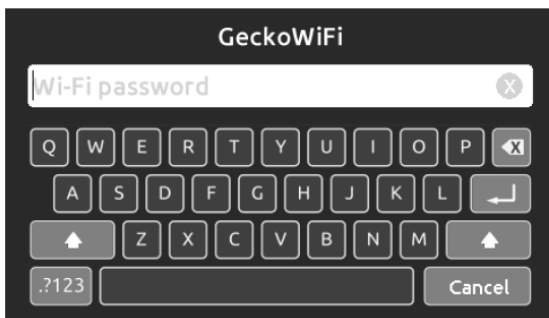 GeckoWiFi
Wi-Fi password
Q W E R T Y U I O P
A S D F G H J K L
Z X C V B N M
.?123 Cancel